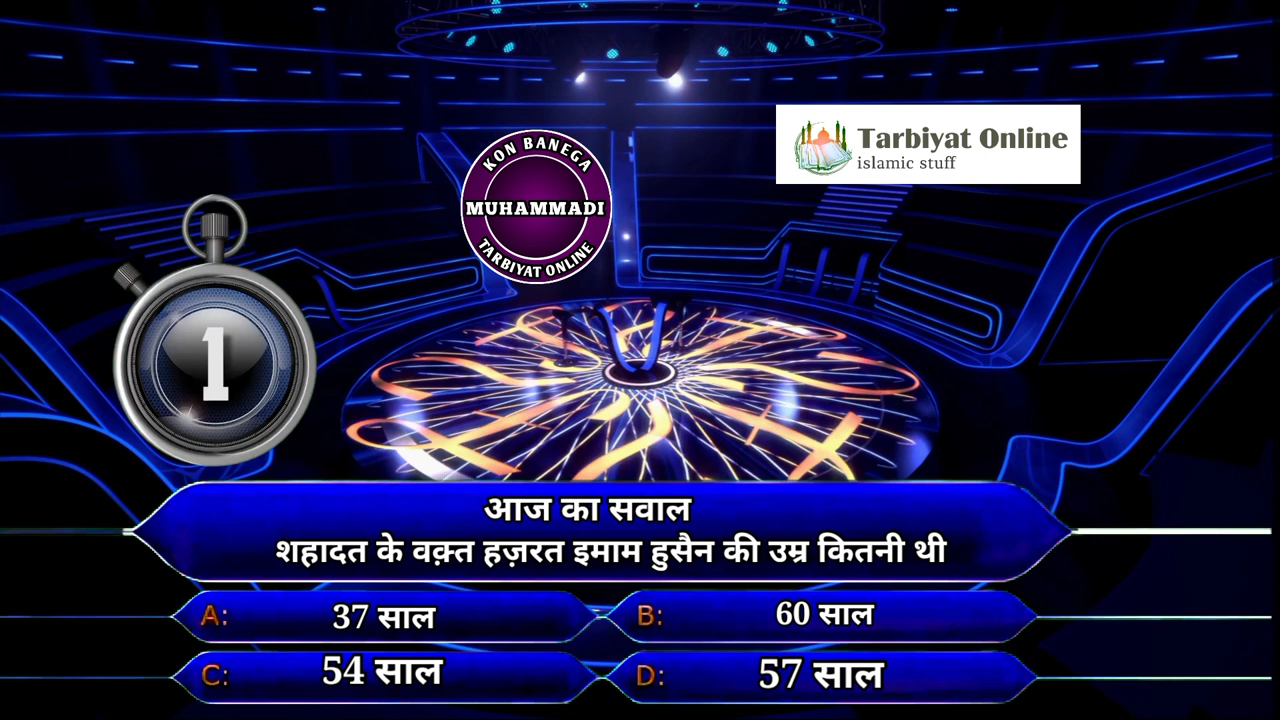 Tarbiyat Online
islamic stuff
KON BANEGA
MUHAMMADI
TARBIYAT ONLINE
1
आज का सवाल
शहादत के वक़्त हज़रत इमाम हुसैन की उम्र कितनी थी
A: 37 साल
B: 60 साल
C: 54 साल
D: 57 साल